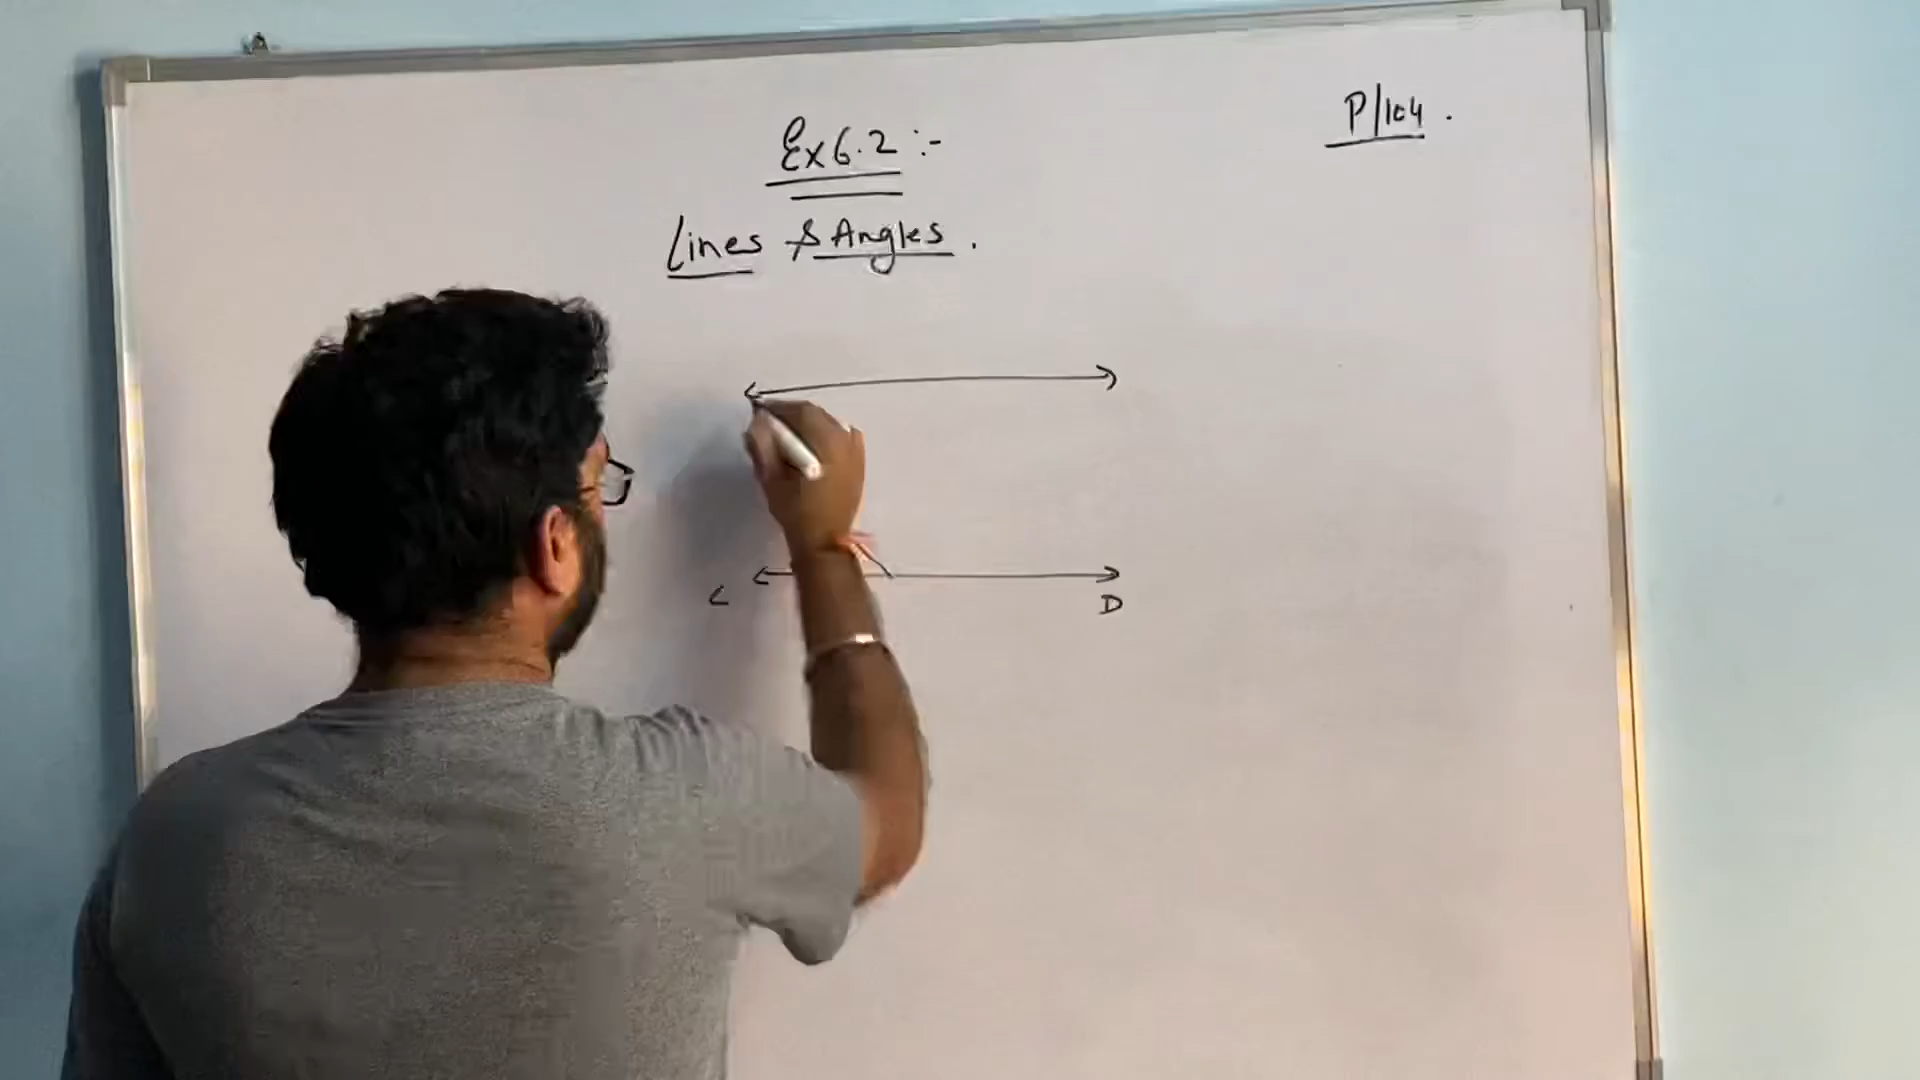 P/104.
Ex 6.2 :-
Lines & Angles.
C D